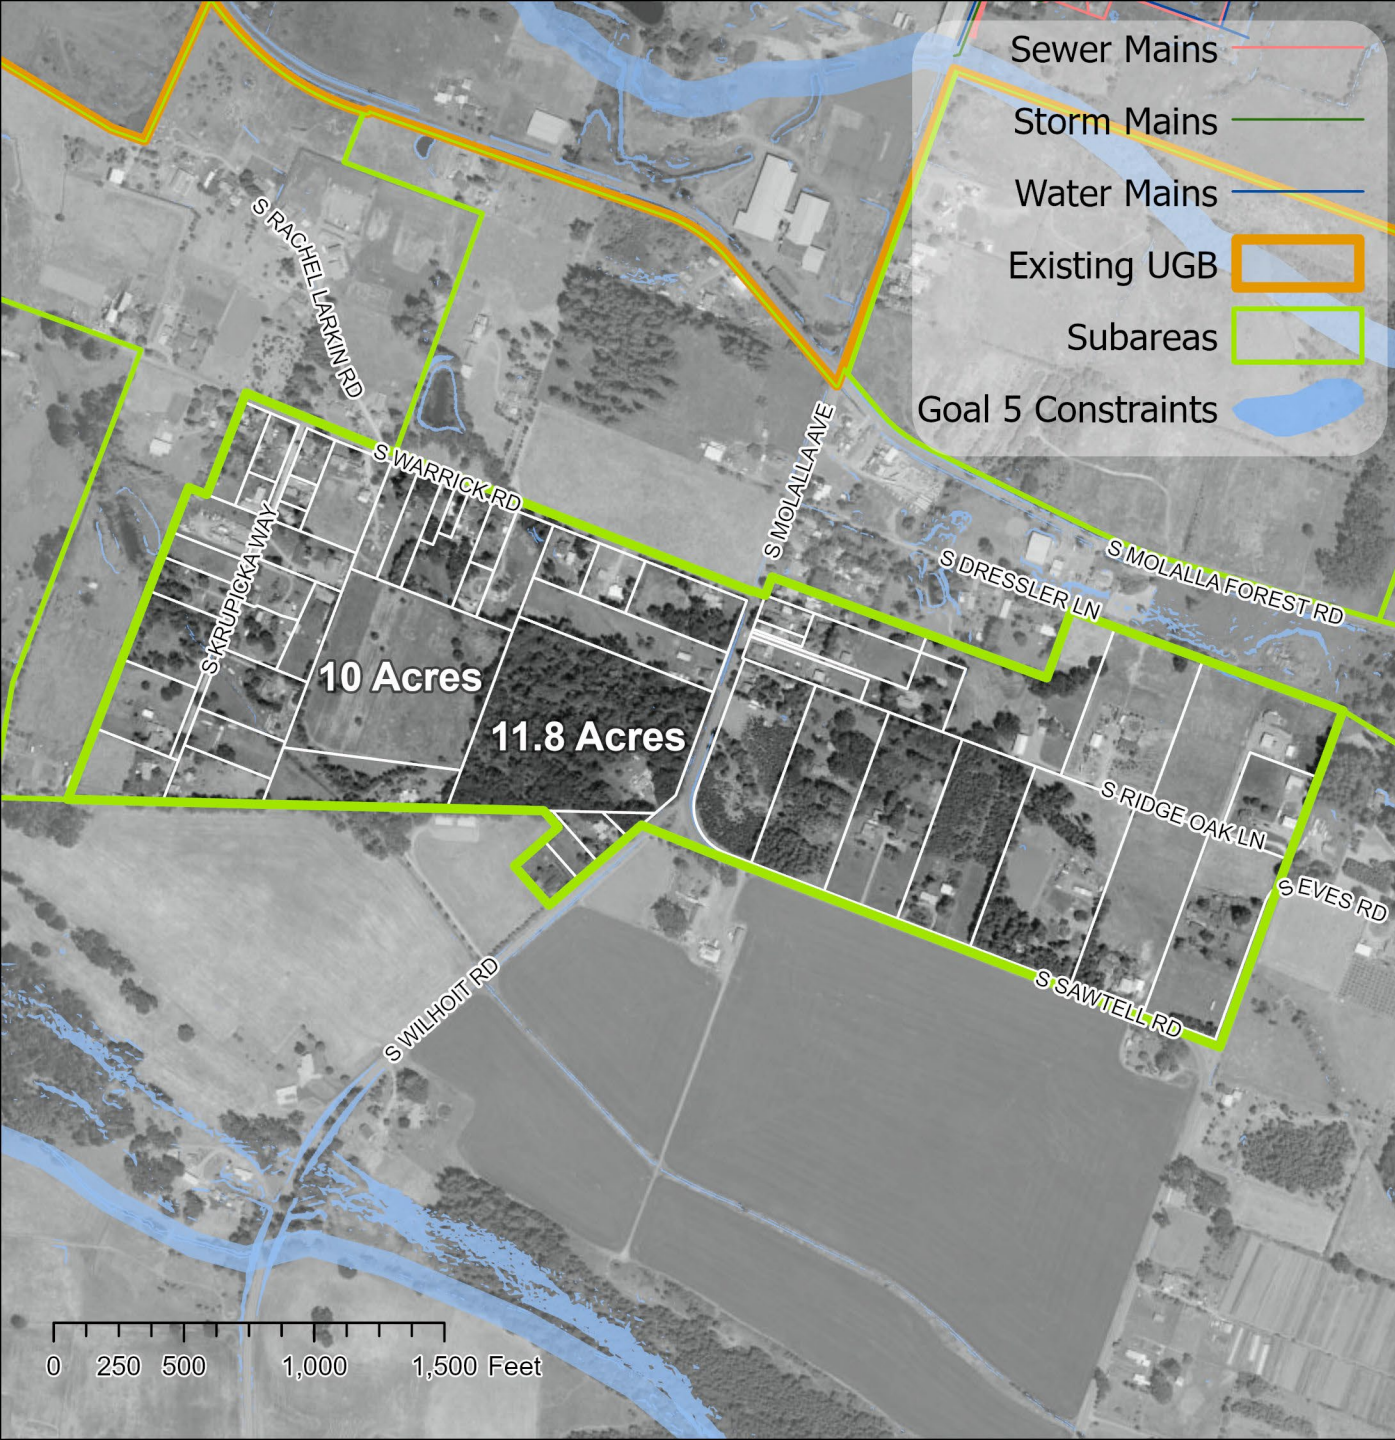 Sewer Mains
Storm Mains
Water Mains
Existing UGB
Subareas
Goal 5 Constraints
S RACHEL LARKIN RD
S WARRICK RD
S MOLALLA AVE
S DRESSLER LN
S MOLALLA FOREST RD
S KRUPICKA WAY
10 Acres
11.8 Acres
S RIDGE OAK LN
S EVES RD
S SAWTELL RD
S WILHOIT RD
0 250 500 1,000 1,500 Feet